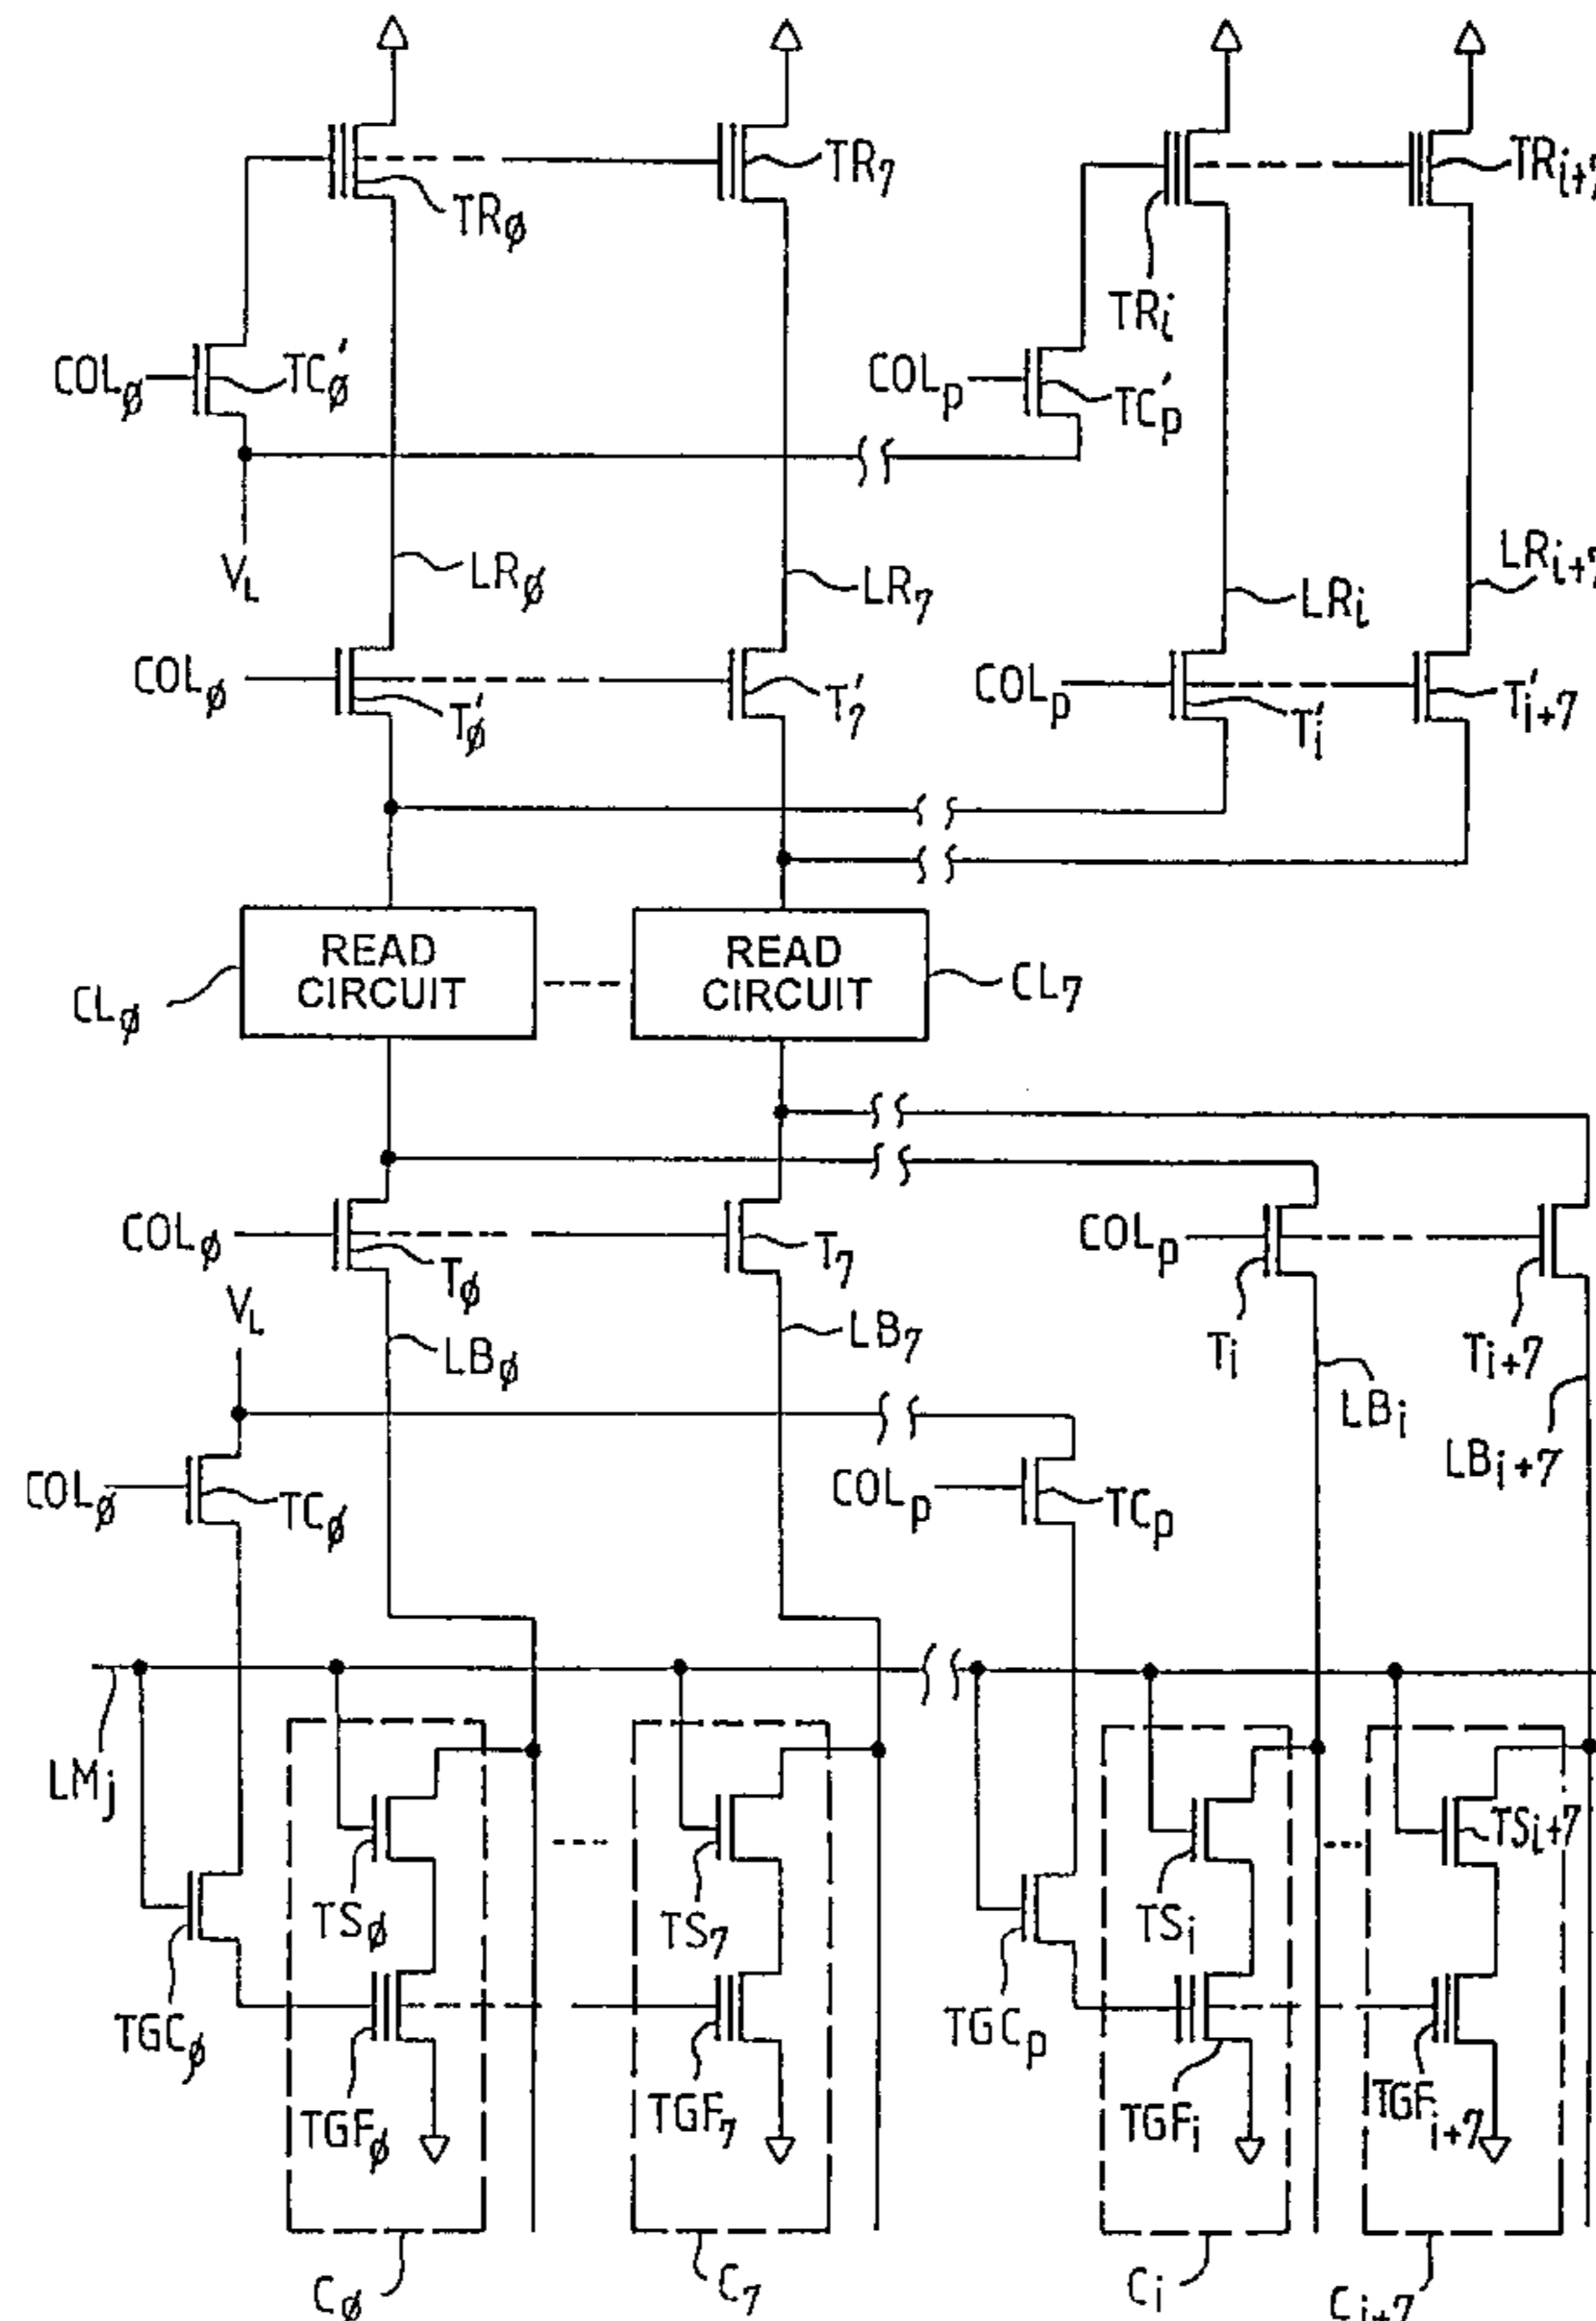 TR7
TRi+7
TRØ
TRi
COLØ
TC'Ø
COLp
TC'p
VL
LRØ
LR7
LRi
LRi+7
COLØ
T'Ø
T'7
COLp
T'i
T'i+7
READ CIRCUIT
READ CIRCUIT
CLØ
CL7
COLØ
TØ
T7
COLp
Ti
Ti+7
VL
LBØ
LB7
LBi
LBi+7
COLØ
TCØ
COLp
TCp
LMj
TSØ
TS7
TSi
TSi+7
TGCØ
TGCp
TGFØ
TGF7
TGFi
TGFi+7
CØ
C7
Ci
Ci+7